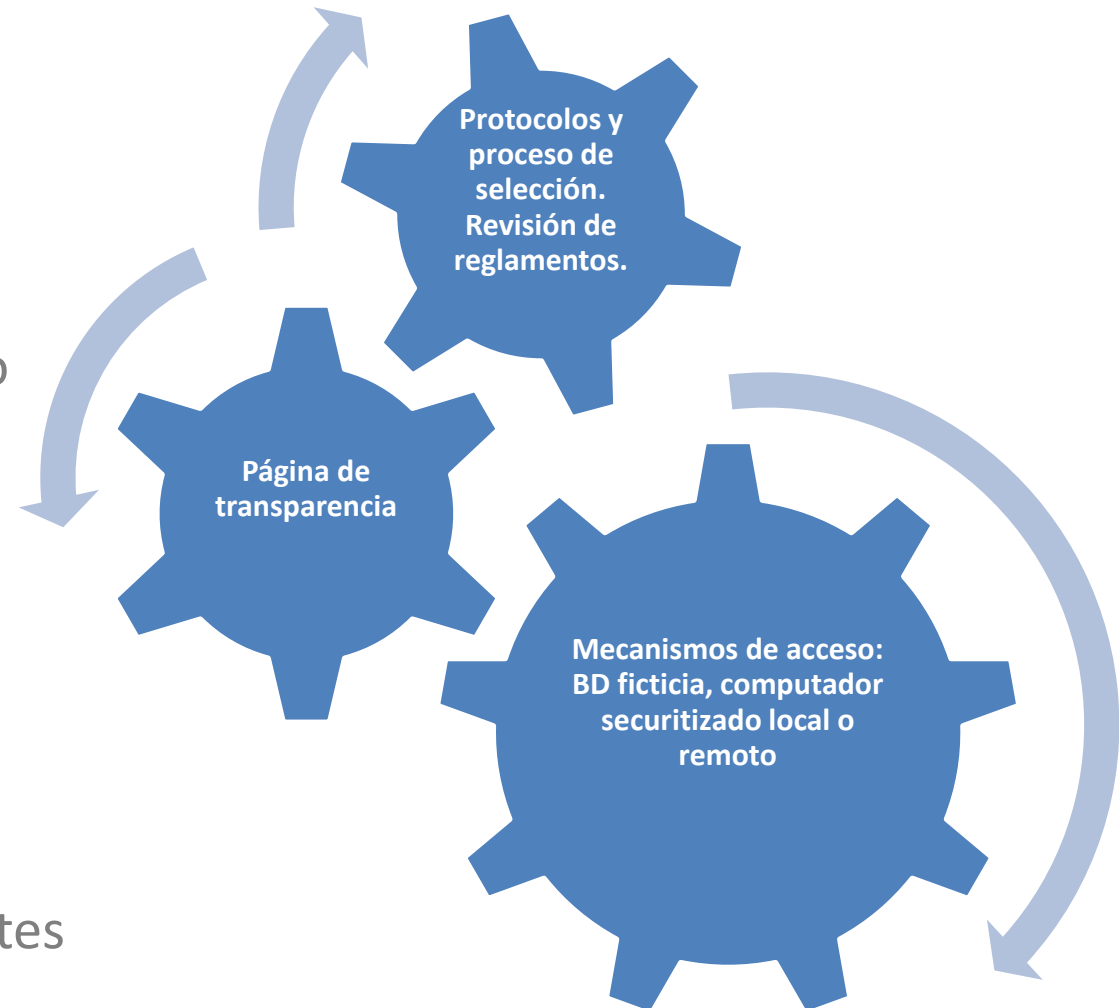 Protocolos y
proceso de
selección.
Revisión de
reglamentos.
Página de
transparencia
Mecanismos de acceso:
BD ficticia, computador
securitizado local o
remoto
tes